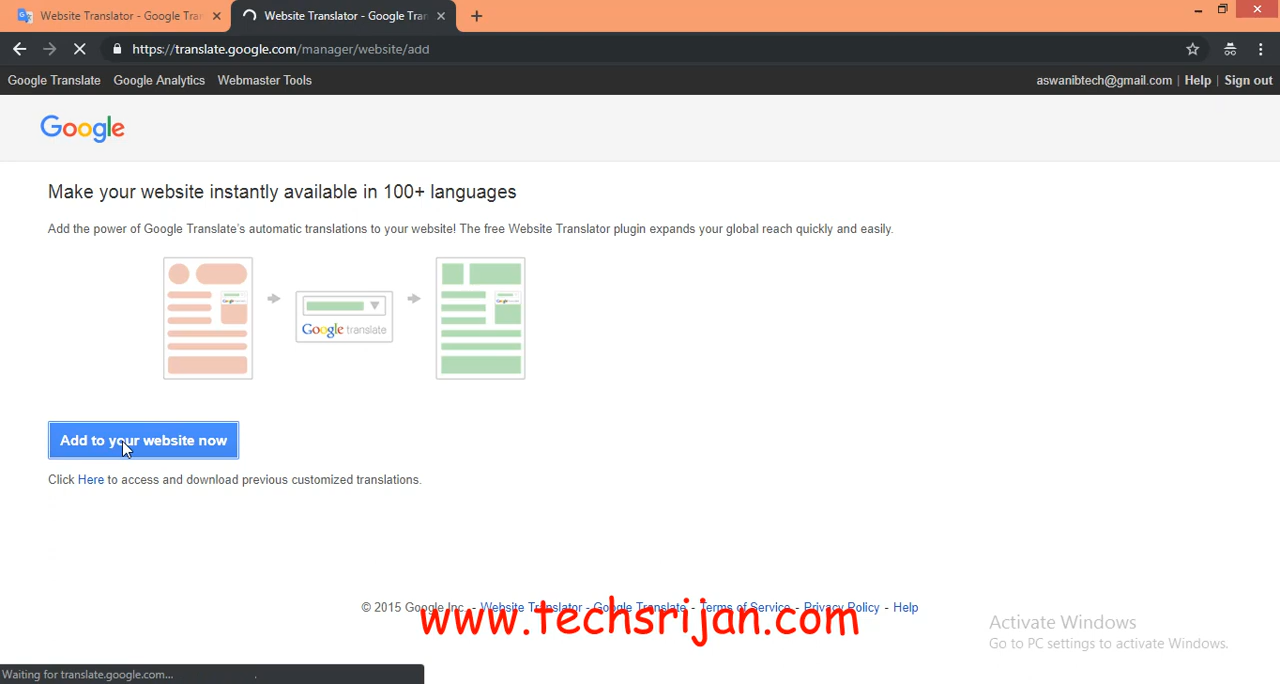 Website Translator - Google Tra
Website Translator - Google Tran
https://translate.google.com/manager/website/add
Google Translate Google Analytics Webmaster Tools
aswanibtech@gmail.com | Help | Sign out
Google
Make your website instantly available in 100+ languages
Add the power of Google Translate's automatic translations to your website! The free Website Translator plugin expands your global reach quickly and easily.
Google translate
Add to your website now
Click Here to access and download previous customized translations.
© 2015 Google Inc. - Website Translator - Google Translate - Terms of Service - Privacy Policy - Help
www.techsrijan.com
Activate Windows
Go to PC settings to activate Windows.
Waiting for translate.google.com...